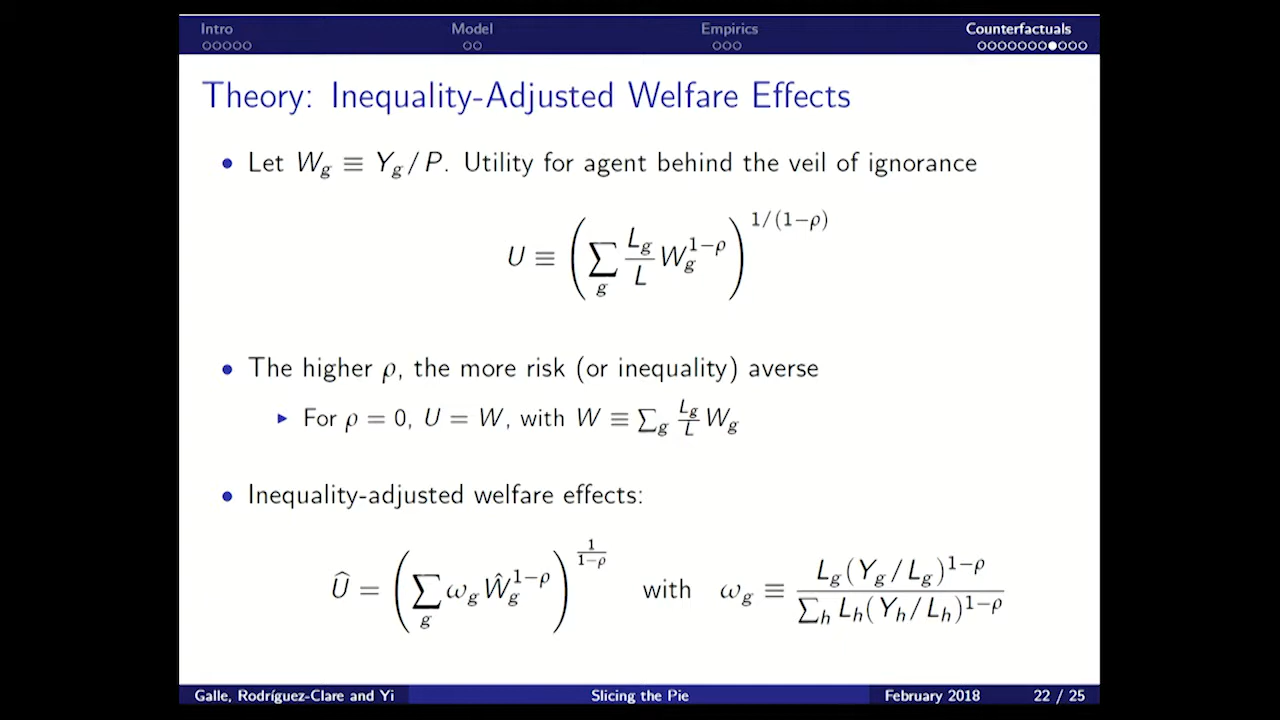 Intro Model Empirics Counterfactuals
Theory: Inequality-Adjusted Welfare Effects
• Let W_g ≡ Y_g/P. Utility for agent behind the veil of ignorance
U ≡ (∑_g L_g/L W_g^{1−ρ})^{1/(1−ρ)}
• The higher ρ, the more risk (or inequality) averse
▶ For ρ = 0, U = W, with W ≡ ∑_g L_g/L W_g
• Inequality-adjusted welfare effects:
Û = (∑_g ω_g Ŵ_g^{1−ρ})^{1/(1−ρ)} with ω_g ≡ L_g(Y_g/L_g)^{1−ρ} / ∑_h L_h(Y_h/L_h)^{1−ρ}
Galle, Rodríguez-Clare and Yi Slicing the Pie February 2018 22 / 25